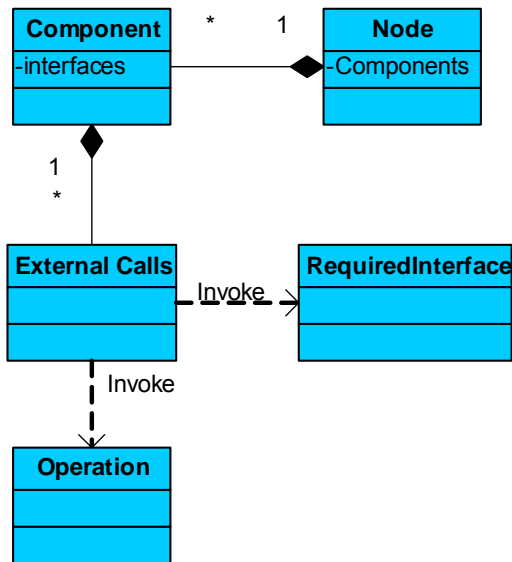 Component
-interfaces
* 1
Node
-Components
1
*
External Calls
Invoke
RequiredInterface
Invoke
Operation